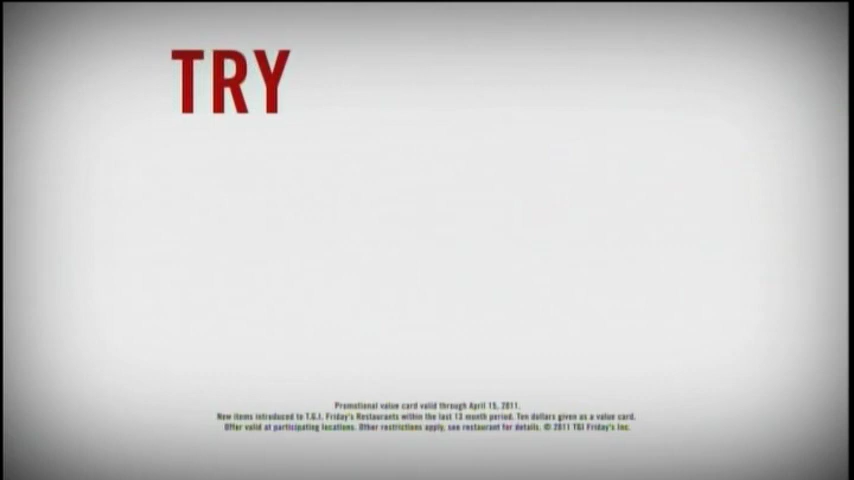 TRY
Promotional value card valid through April 15, 2011.
New items introduced to T.G.I. Friday's Restaurants within the last 13 month period. Ten dollars given as a value card.
Offer valid at participating locations. Other restrictions apply, see restaurant for details. © 2011 TGI Friday's Inc.